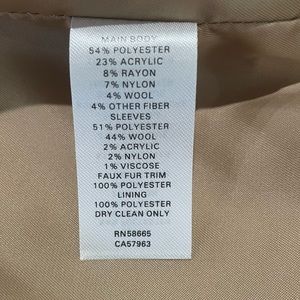 MAIN BODY
54% POLYESTER
23% ACRYLIC
8% RAYON
7% NYLON
4% WOOL
4% OTHER FIBER
SLEEVES
51% POLYESTER
44% WOOL
2% ACRYLIC
2% NYLON
1% VISCOSE
FAUX FUR TRIM
100% POLYESTER
LINING
100% POLYESTER
DRY CLEAN ONLY
RN58665
CA57963